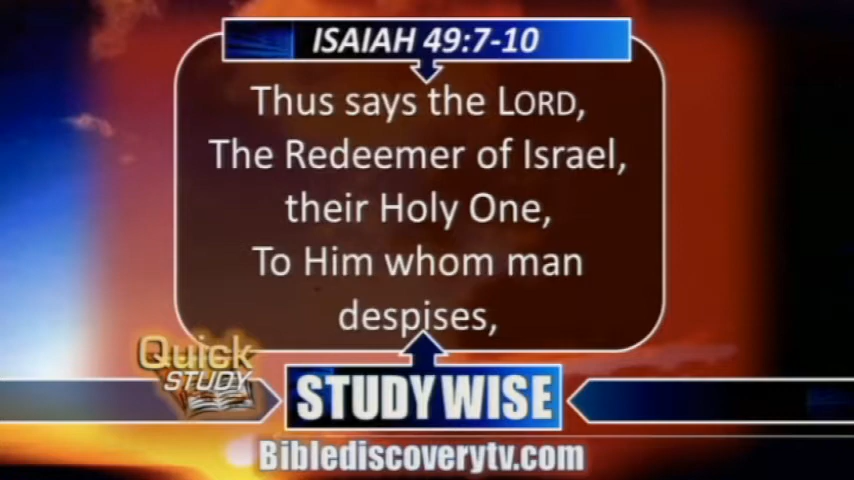 ISAIAH 49:7-10
Thus says the LORD,
The Redeemer of Israel,
their Holy One,
To Him whom man
despises,
Quick
STUDY
STUDY WISE
Biblediscoverytv.com